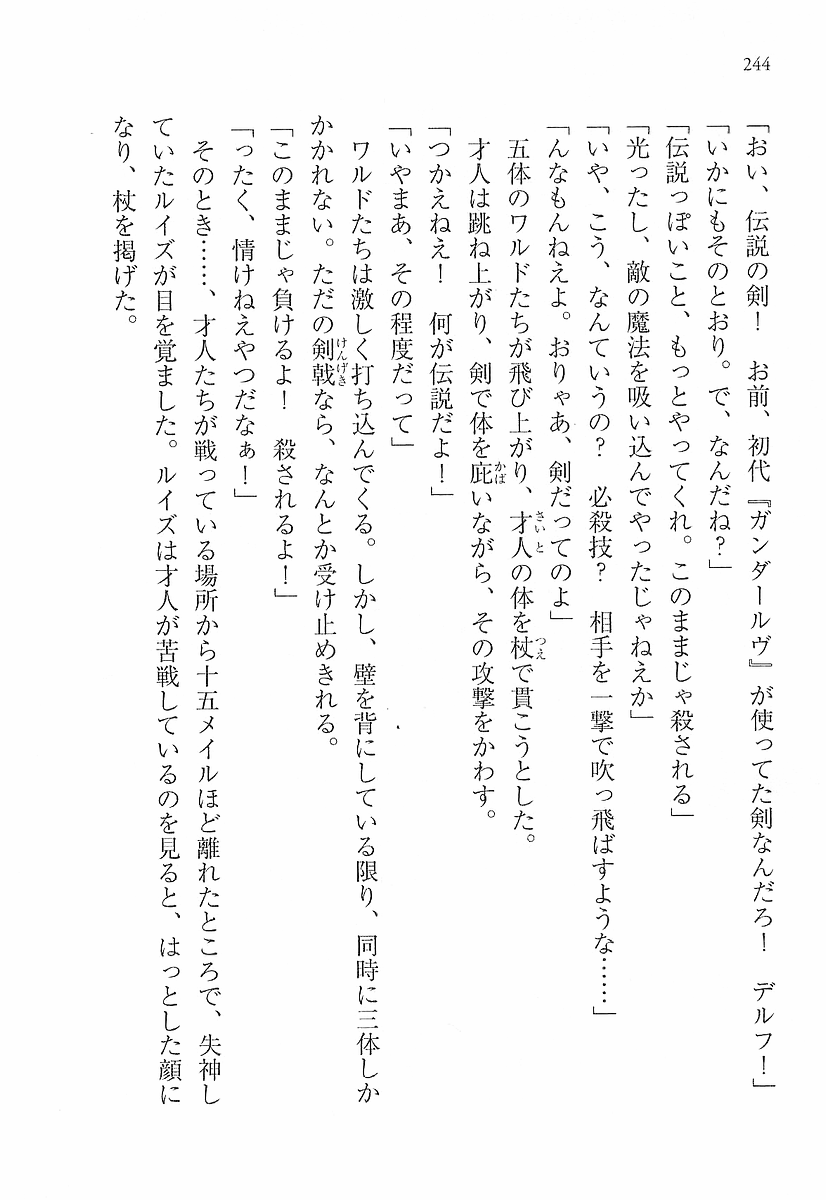 244
「おい、伝説の剣！　お前、初代『ガンダールヴ』が使ってた剣なんだろ！　デルフ！」
「いかにもそのとおり。で、なんだね？」
「伝説っぽいこと、もっとやってくれ。このままじゃ殺される」
「光ったし、敵の魔法を吸い込んでやったじゃねえか」
「いや、こう、なんていうの？　必殺技？　相手を一撃で吹っ飛ばすような……」
「んなもんねえよ。おりゃあ、剣だってのよ」
　五体のワルドたちが飛び上がり、才人の体を杖で貫こうとした。
　才人は跳ね上がり、剣で体を庇いながら、その攻撃をかわす。
「つかえねえ！　何が伝説だよ！」
「いやまあ、その程度だって」
　ワルドたちは激しく打ち込んでくる。しかし、壁を背にしている限り、同時に三体しか
かかれない。ただの剣戟なら、なんとか受け止めきれる。
「このままじゃ負けるよ！　殺されるよ！」
「ったく、情けねえやつだなぁ！」
　そのとき……、才人たちが戦っている場所から十五メイルほど離れたところで、失神し
ていたルイズが目を覚ました。ルイズは才人が苦戦しているのを見ると、はっとした顔に
なり、杖を掲げた。